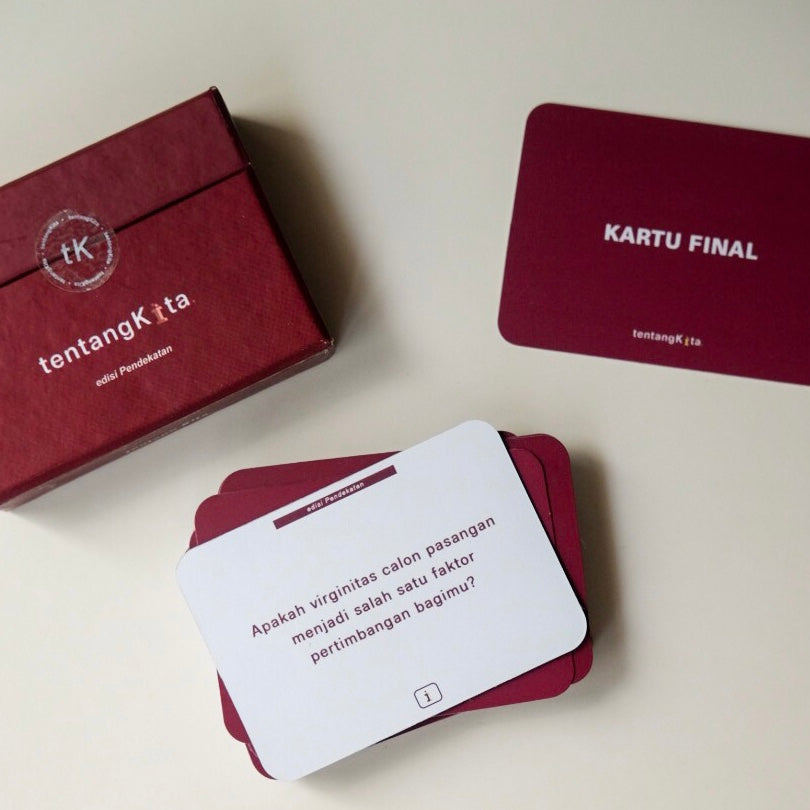 tK
tentangKita
edisi Pendekatan
KARTU FINAL
tentangKita
edisi Pendekatan
Apakah virginitas calon pasangan
menjadi salah satu faktor
pertimbangan bagimu?
i